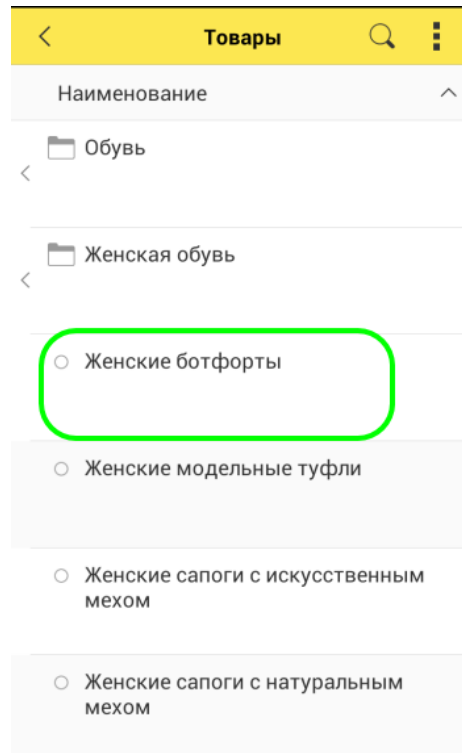 Товары
Наименование
Обувь
Женская обувь
Женские ботфорты
Женские модельные туфли
Женские сапоги с искусственным
мехом
Женские сапоги с натуральным
мехом